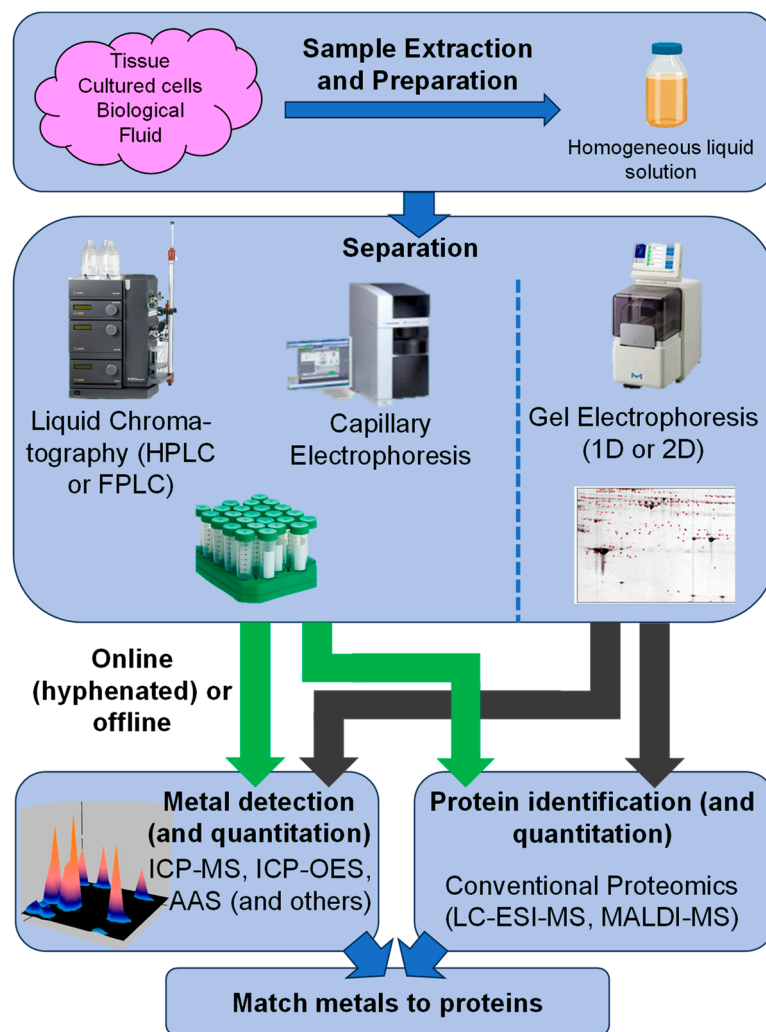 Tissue
Cultured cells
Biological
Fluid
Sample Extraction
and Preparation
Homogeneous liquid
solution
Separation
Liquid Chroma-
tography (HPLC
or FPLC)
Capillary
Electrophoresis
Gel Electrophoresis
(1D or 2D)
Online
(hyphenated) or
offline
Metal detection
(and quantitation)
ICP-MS, ICP-OES,
AAS (and others)
Protein identification (and
quantitation)
Conventional Proteomics
(LC-ESI-MS, MALDI-MS)
Match metals to proteins